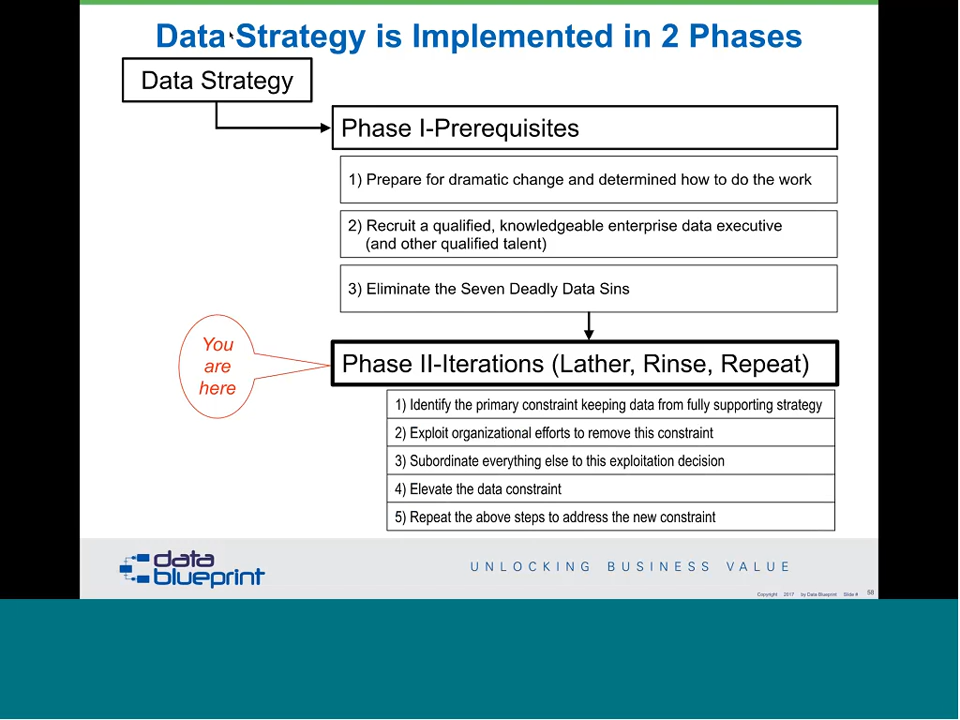 Data Strategy is Implemented in 2 Phases
Data Strategy
Phase I-Prerequisites
1) Prepare for dramatic change and determined how to do the work
2) Recruit a qualified, knowledgeable enterprise data executive
(and other qualified talent)
3) Eliminate the Seven Deadly Data Sins
You
are
here
Phase II-Iterations (Lather, Rinse, Repeat)
1) Identify the primary constraint keeping data from fully supporting strategy
2) Exploit organizational efforts to remove this constraint
3) Subordinate everything else to this exploitation decision
4) Elevate the data constraint
5) Repeat the above steps to address the new constraint
data
blueprint
UNLOCKING BUSINESS VALUE
Copyright 2017 by Data Blueprint Slide # 58